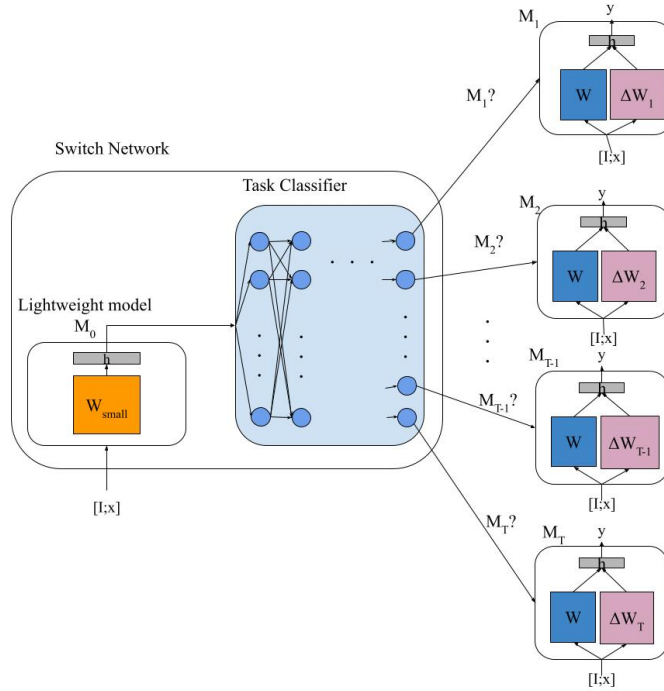 Switch Network
Task Classifier
Lightweight model
M0
h
Wsmall
[I;x]
. . .
M1?
M2?
MT-1?
MT?
M1
y
h
W
ΔW1
[I;x]
M2
y
h
W
ΔW2
[I;x]
MT-1
y
h
W
ΔWT-1
[I;x]
MT
y
h
W
ΔWT
[I;x]